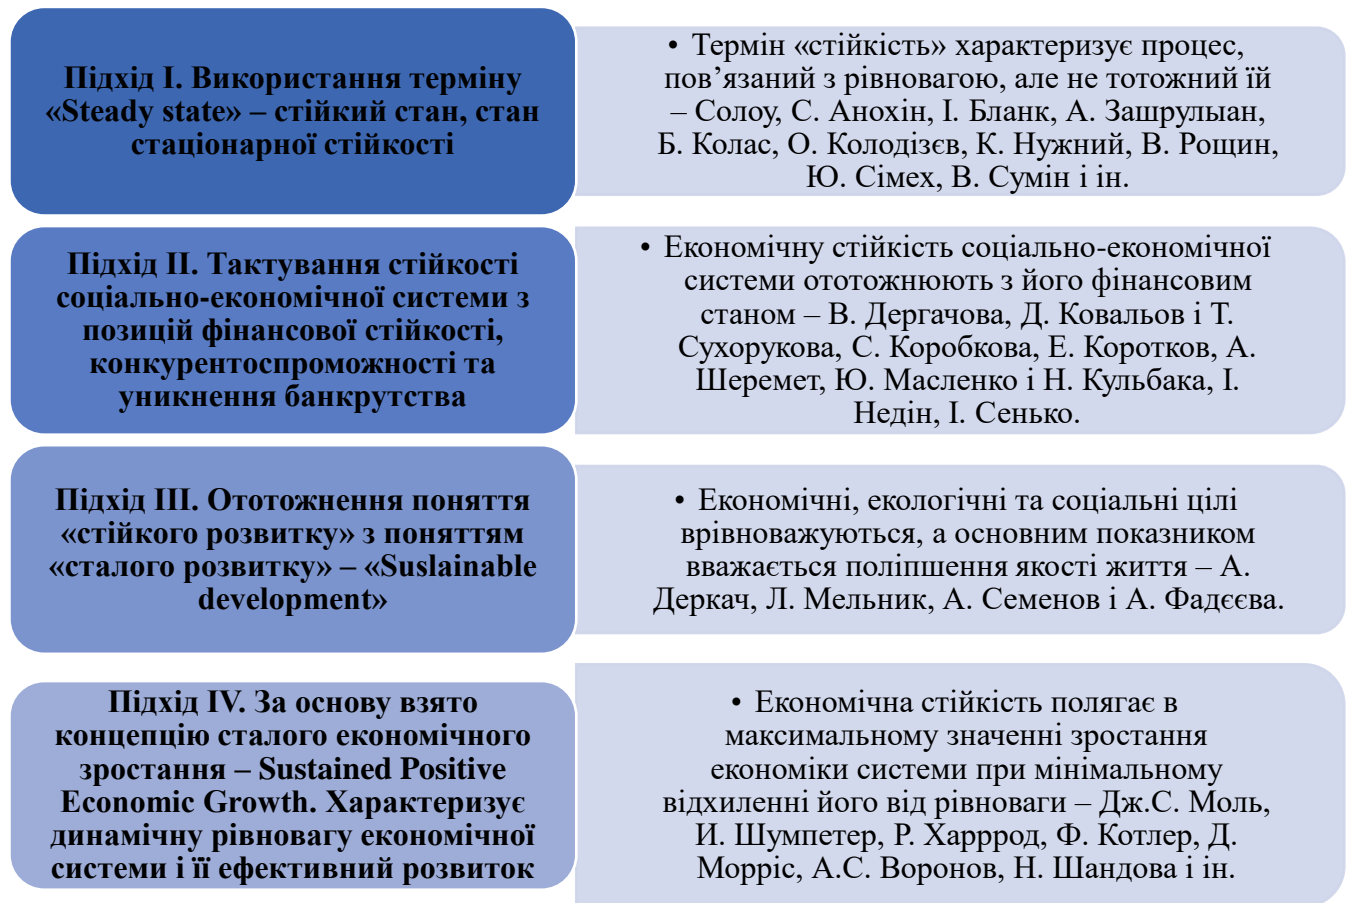 Підхід І. Використання терміну
«Steady state» – стійкий стан, стан
стаціонарної стійкості
• Термін «стійкість» характеризує процес,
пов’язаний з рівновагою, але не тотожний їй
– Солоу, С. Анохін, І. Бланк, А. Зашрулыан,
Б. Колас, О. Колодізєв, К. Нужний, В. Рощин,
Ю. Сімех, В. Сумін і ін.
Підхід ІІ. Тактування стійкості
соціально-економічної системи з
позицій фінансової стійкості,
конкурентоспроможності та
уникнення банкрутства
• Економічну стійкість соціально-економічної
системи ототожнюють з його фінансовим
станом – В. Дергачова, Д. Ковальов і Т.
Сухорукова, С. Коробкова, Е. Коротков, А.
Шеремет, Ю. Масленко і Н. Кульбака, І.
Недін, І. Сенько.
Підхід ІІІ. Ототожнення поняття
«стійкого розвитку» з поняттям
«сталого розвитку» – «Suslainable
development»
• Економічні, екологічні та соціальні цілі
врівноважуються, а основним показником
вважається поліпшення якості життя – А.
Деркач, Л. Мельник, А. Семенов і А. Фадєєва.
Підхід IV. За основу взято
концепцію сталого економічного
зростання – Sustained Positive
Economic Growth. Характеризує
динамічну рівновагу економічної
системи і її ефективний розвиток
• Економічна стійкість полягає в
максимальному значенні зростання
економіки системи при мінімальному
відхиленні його від рівноваги – Дж.С. Моль,
И. Шумпетер, Р. Харррод, Ф. Котлер, Д.
Морріс, А.С. Воронов, Н. Шандова і ін.